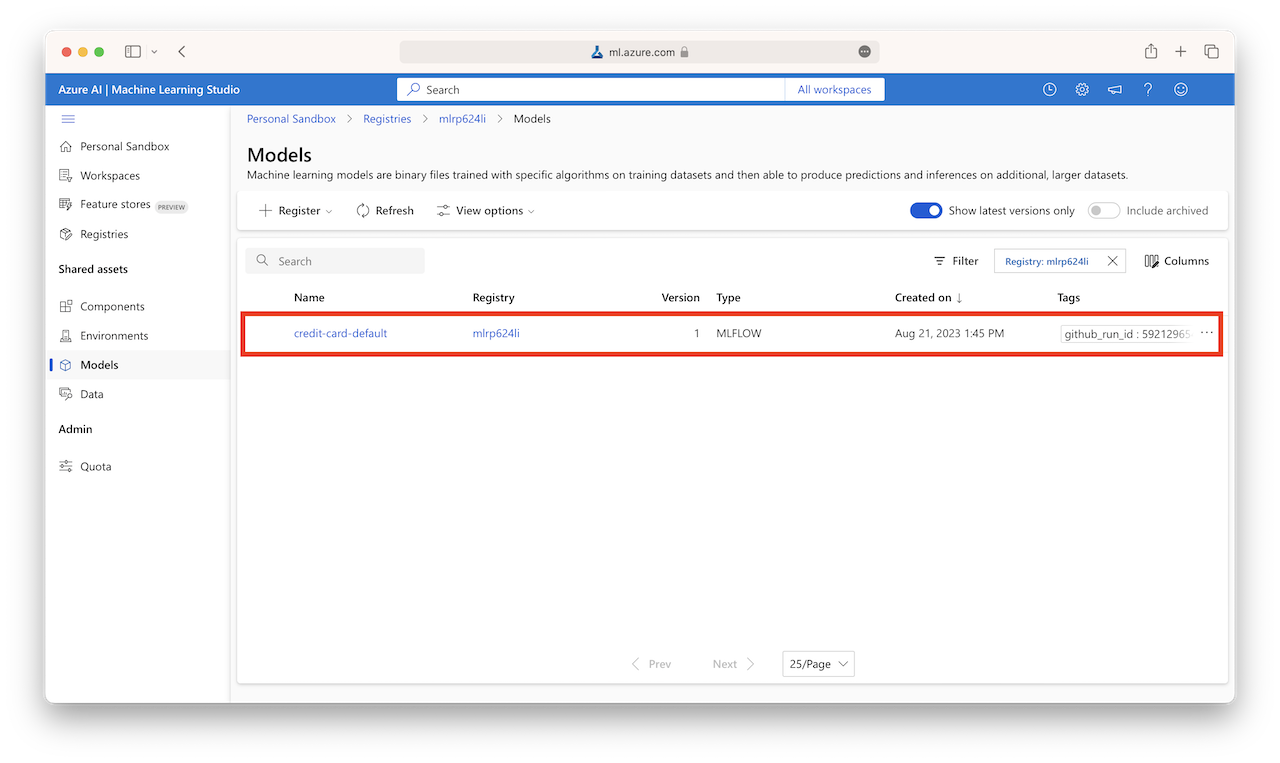 ml.azure.com
Azure AI | Machine Learning Studio
Search
All workspaces
Personal Sandbox
Workspaces
Feature stores PREVIEW
Registries
Shared assets
Components
Environments
Models
Data
Admin
Quota
Personal Sandbox > Registries > mlrp624li > Models
Models
Machine learning models are binary files trained with specific algorithms on training datasets and then able to produce predictions and inferences on additional, larger datasets.
Register Refresh View options Show latest versions only Include archived
Search Filter Registry: mlrp624li Columns
Name Registry Version Type Created on ↓ Tags
credit-card-default mlrp624li 1 MLFLOW Aug 21, 2023 1:45 PM github_run_id : 59212965 ...
Prev Next 25/Page